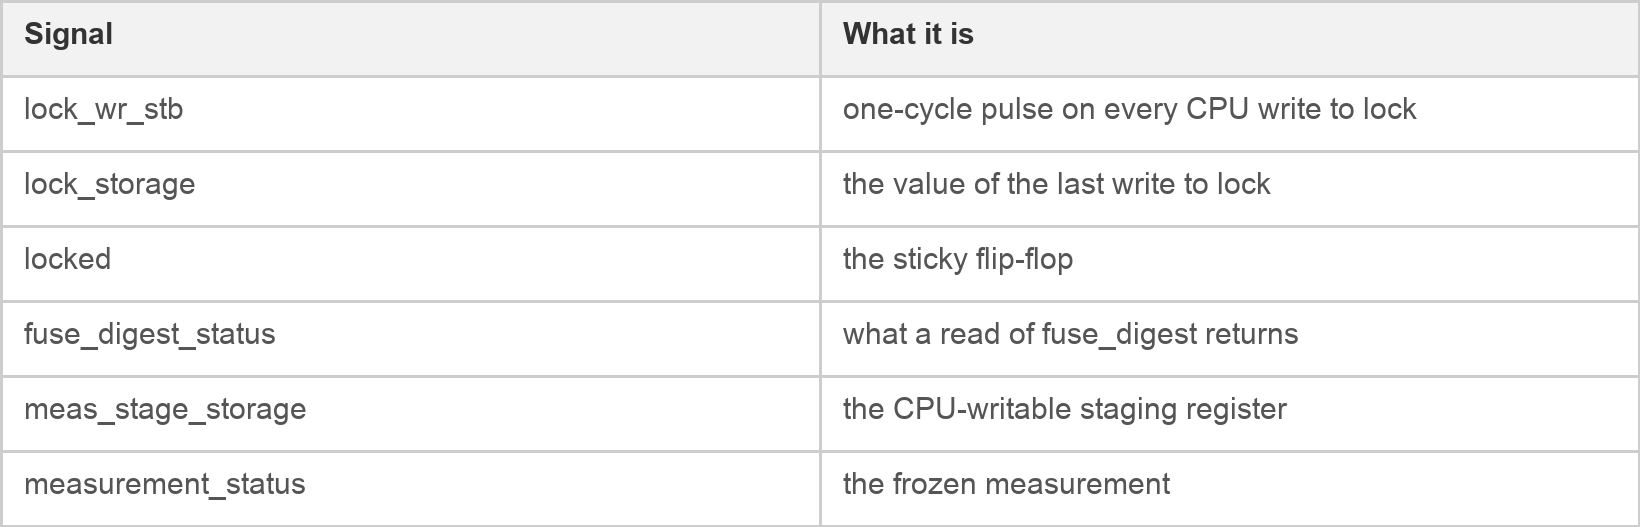 Signal What it is
lock_wr_stb one-cycle pulse on every CPU write to lock
lock_storage the value of the last write to lock
locked the sticky flip-flop
fuse_digest_status what a read of fuse_digest returns
meas_stage_storage the CPU-writable staging register
measurement_status the frozen measurement